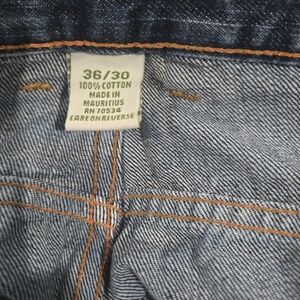 36/30
100% COTTON
MADE IN
MAURITIUS
RN 70534
CARE ON REVERSE